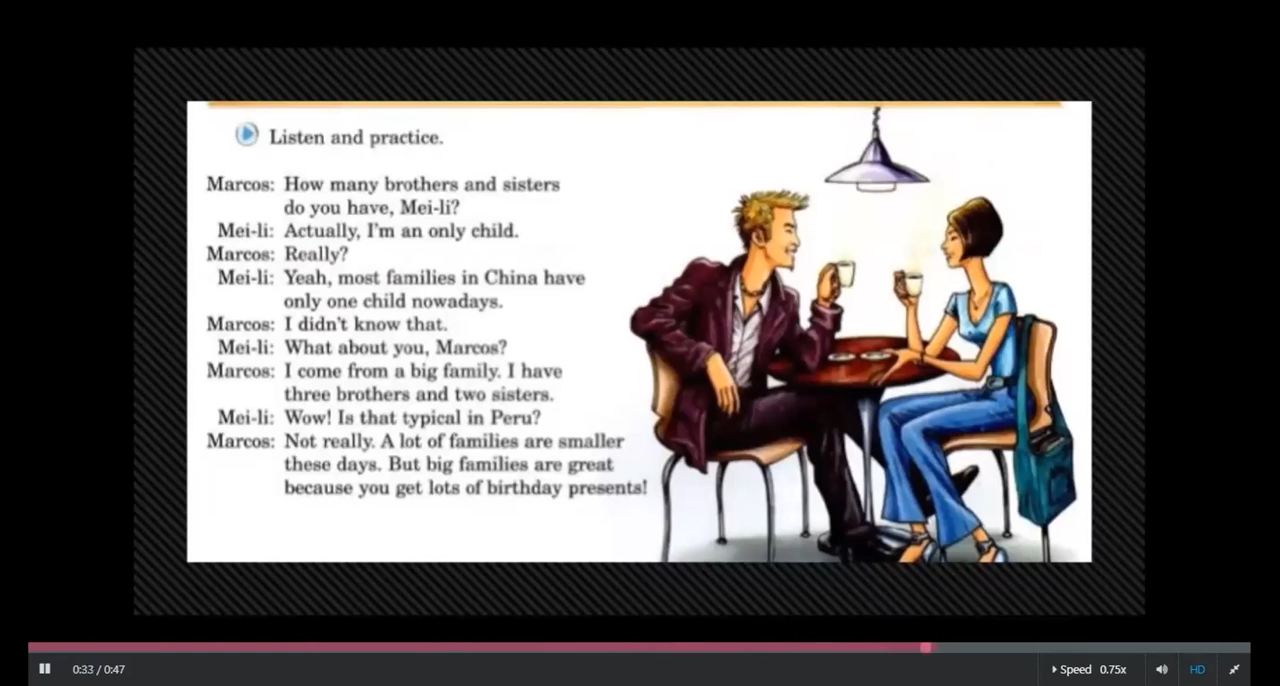 Listen and practice.
Marcos: How many brothers and sisters
do you have, Mei-li?
Mei-li: Actually, I'm an only child.
Marcos: Really?
Mei-li: Yeah, most families in China have
only one child nowadays.
Marcos: I didn't know that.
Mei-li: What about you, Marcos?
Marcos: I come from a big family. I have
three brothers and two sisters.
Mei-li: Wow! Is that typical in Peru?
Marcos: Not really. A lot of families are smaller
these days. But big families are great
because you get lots of birthday presents!
0:33 / 0:47
Speed 0.75x
HD